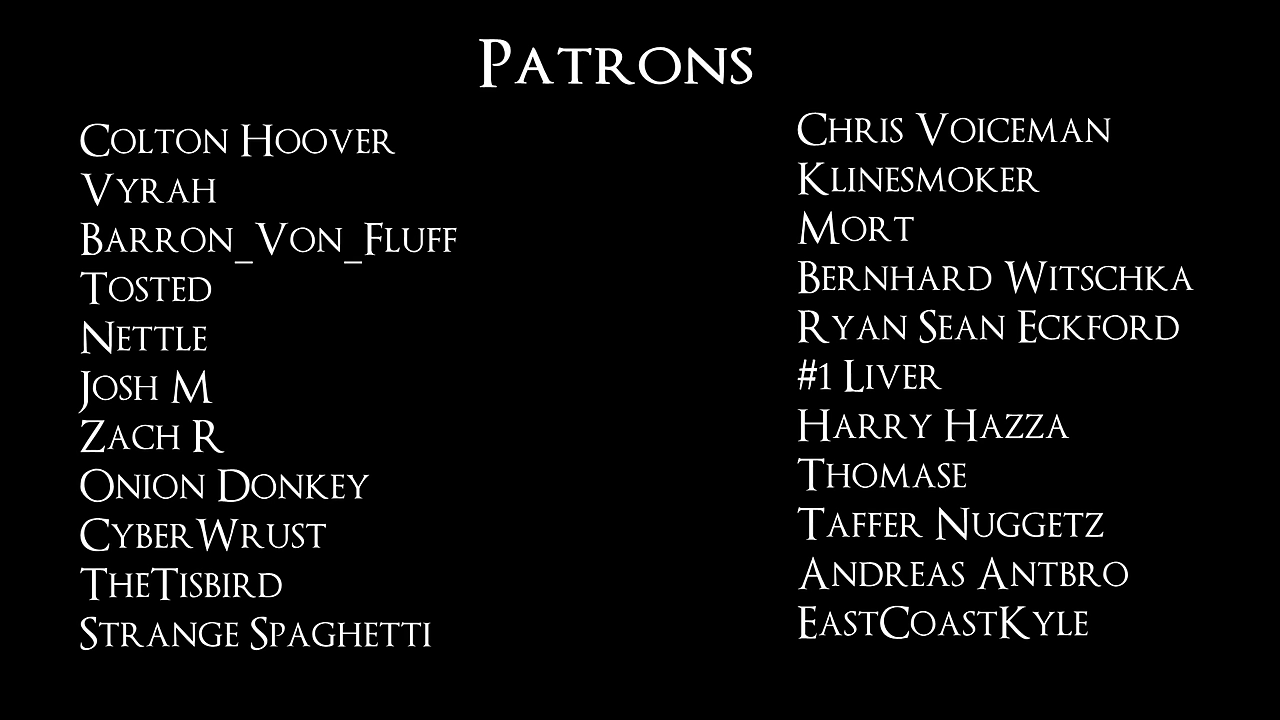 Patrons
Colton Hoover
Vyrah
Barron_Von_Fluff
Tosted
Nettle
Josh M
Zach R
Onion Donkey
CyberWrust
TheTisbird
Strange Spaghetti
Chris Voiceman
Klinesmoker
Mort
Bernhard Witschka
Ryan Sean Eckford
#1 Liver
Harry Hazza
Thomase
Taffer Nuggetz
Andreas Antbro
EastCoastKyle